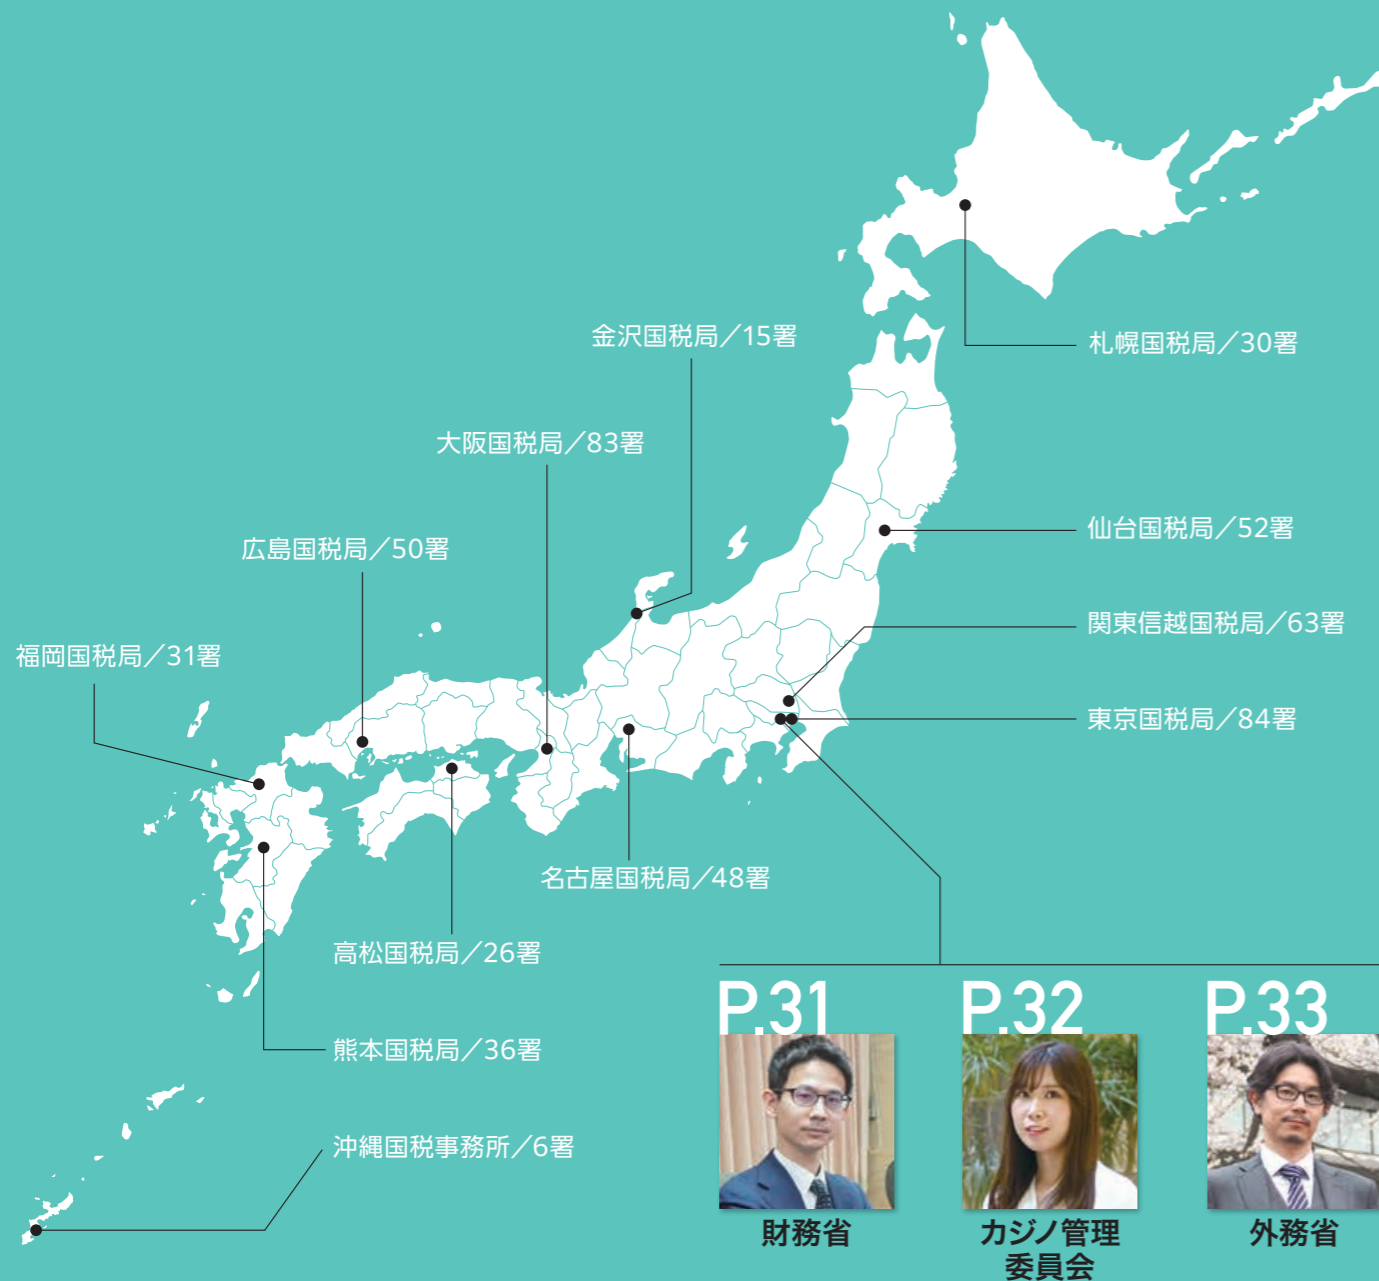 金沢国税局／15署
札幌国税局／30署
大阪国税局／83署
仙台国税局／52署
広島国税局／50署
関東信越国税局／63署
福岡国税局／31署
東京国税局／84署
名古屋国税局／48署
高松国税局／26署
熊本国税局／36署
沖縄国税事務所／6署
P.31
P.32
P.33
財務省
カジノ管理
委員会
外務省